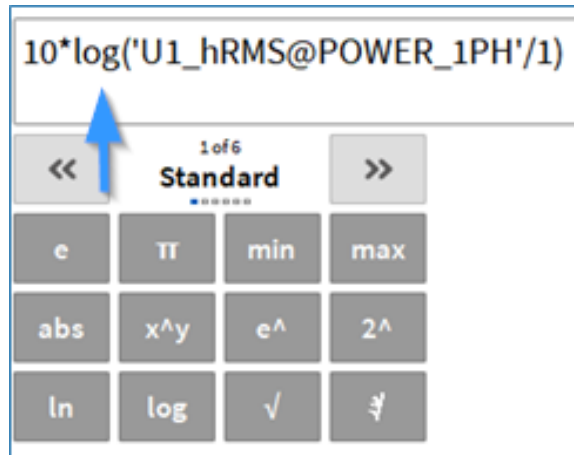 10*log('U1_hRMS@POWER_1PH'/1)
<< 1 of 6 >>
Standard
e π min max
abs x^y e^ 2^
ln log √